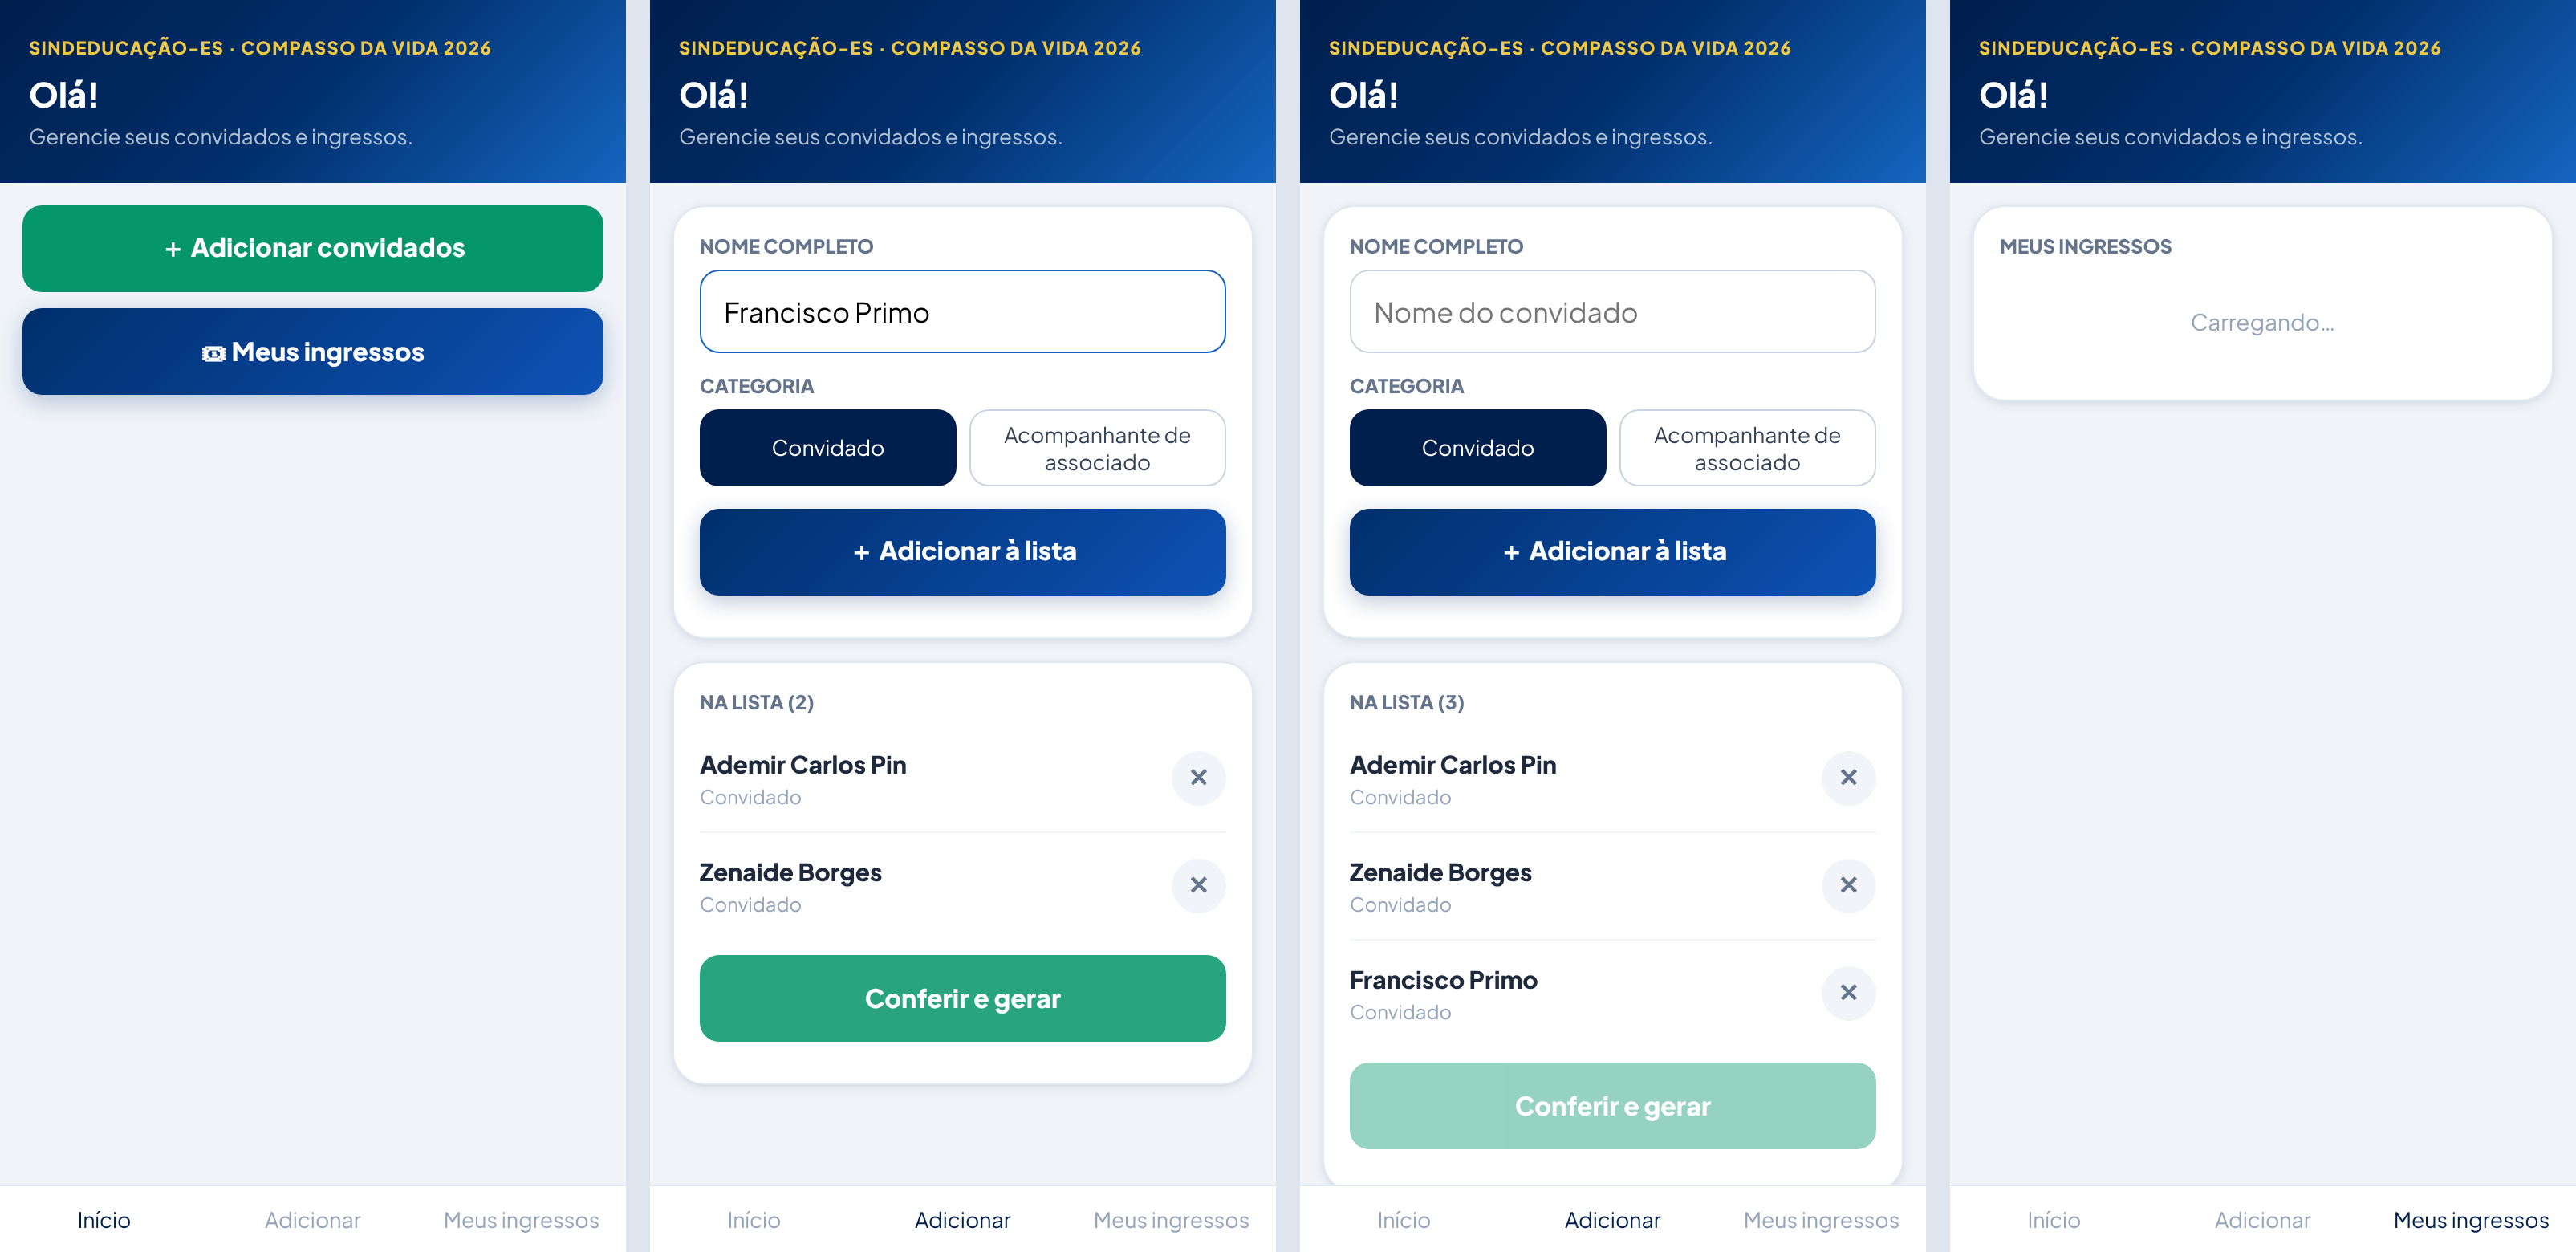 SINDEDUCAÇÃO-ES · COMPASSO DA VIDA 2026
Olá!
Gerencie seus convidados e ingressos.
+ Adicionar convidados
🎟 Meus ingressos
Início Adicionar Meus ingressos
SINDEDUCAÇÃO-ES · COMPASSO DA VIDA 2026
Olá!
Gerencie seus convidados e ingressos.
NOME COMPLETO
Francisco Primo
CATEGORIA
Convidado
Acompanhante de
associado
+ Adicionar à lista
NA LISTA (2)
Ademir Carlos Pin
Convidado
✕
Zenaide Borges
Convidado
✕
Conferir e gerar
Início Adicionar Meus ingressos
SINDEDUCAÇÃO-ES · COMPASSO DA VIDA 2026
Olá!
Gerencie seus convidados e ingressos.
NOME COMPLETO
Nome do convidado
CATEGORIA
Convidado
Acompanhante de
associado
+ Adicionar à lista
NA LISTA (3)
Ademir Carlos Pin
Convidado
✕
Zenaide Borges
Convidado
✕
Francisco Primo
Convidado
✕
Conferir e gerar
Início Adicionar Meus ingressos
SINDEDUCAÇÃO-ES · COMPASSO DA VIDA 2026
Olá!
Gerencie seus convidados e ingressos.
MEUS INGRESSOS
Carregando...
Início Adicionar Meus ingressos